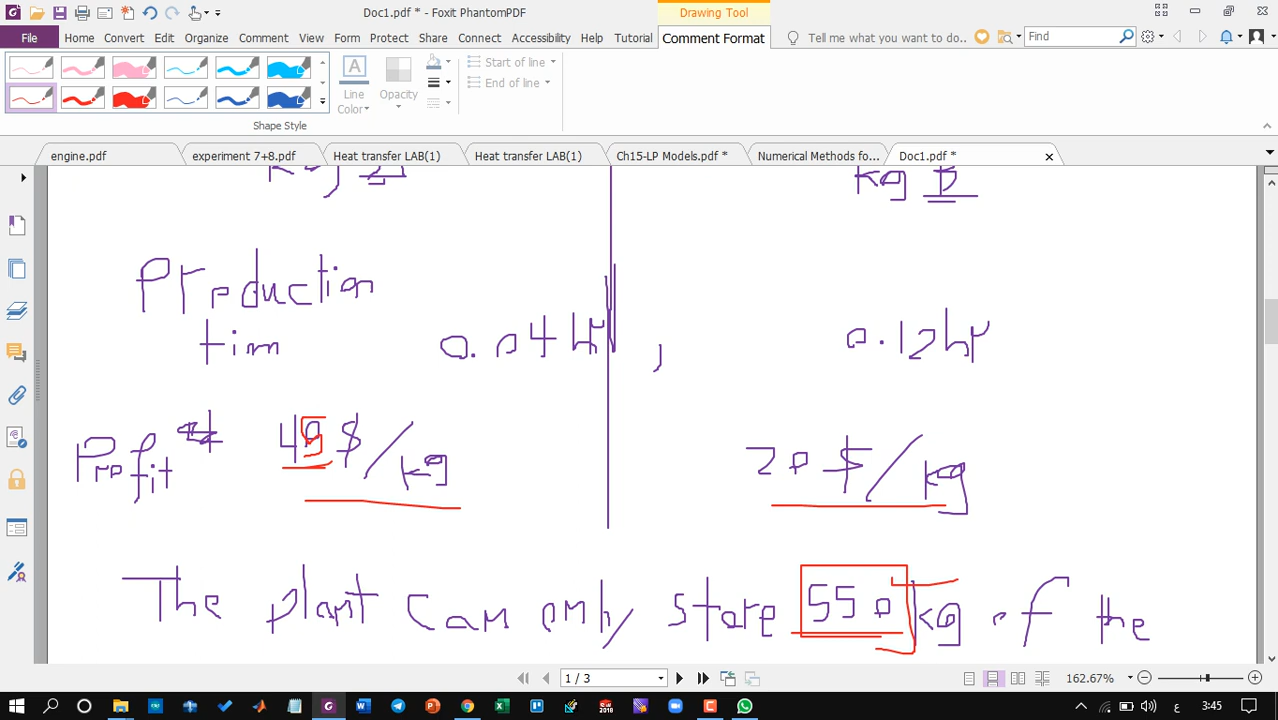 Doc1.pdf * - Foxit PhantomPDF
Drawing Tool
File Home Convert Edit Organize Comment View Form Protect Share Connect Accessibility Help Tutorial Comment Format Tell me what you want to do.. Find
Line Color
Opacity
Start of line
End of line
Shape Style
engine.pdf
experiment 7+8.pdf
Heat transfer LAB(1)
Heat transfer LAB(1)
Ch15-LP Models.pdf *
Numerical Methods fo...
Doc1.pdf *
kg B
Production
tim 0.04 hr , 0.12 hr
Profit $/kg 20 $/kg
The plant can only store 550 kg of the
1 / 3
162.67%
3:45